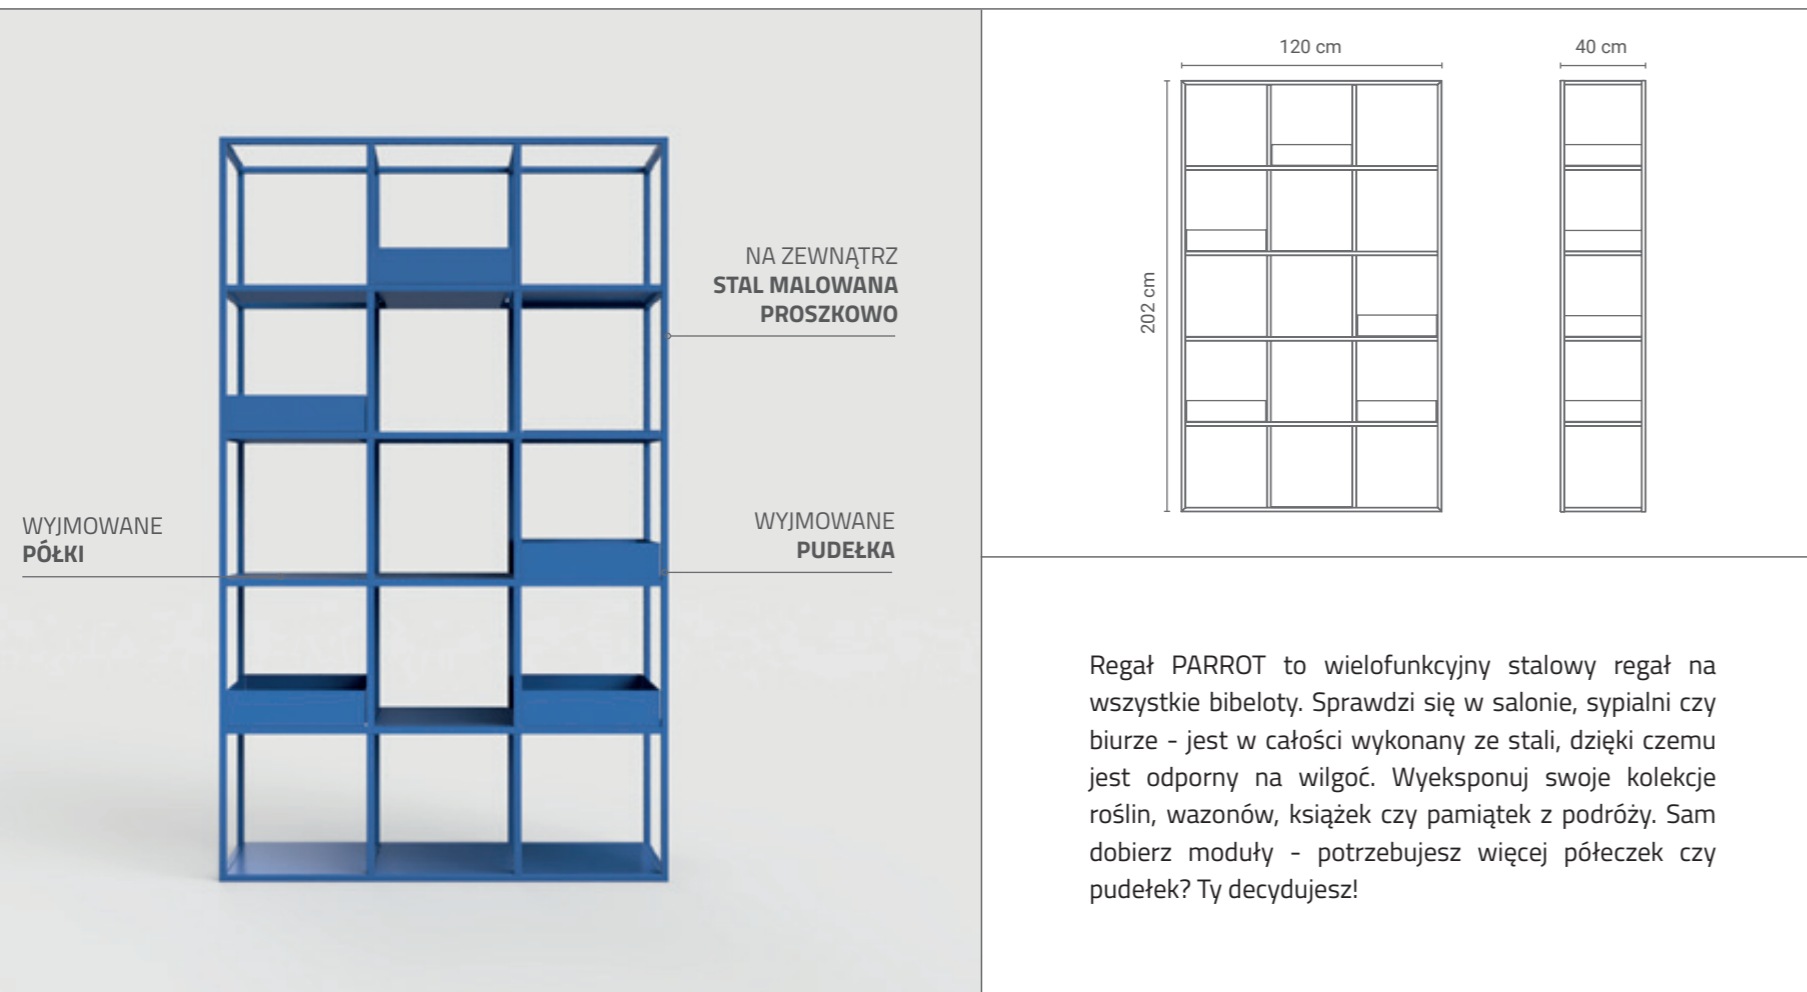 NA ZEWNĄTRZ
STAL MALOWANA
PROSZKOWO
WYJMOWANE
PÓŁKI
WYJMOWANE
PUDEŁKA
120 cm
40 cm
202 cm
Regał PARROT to wielofunkcyjny stalowy regał na
wszystkie bibeloty. Sprawdzi się w salonie, sypialni czy
biurze - jest w całości wykonany ze stali, dzięki czemu
jest odporny na wilgoć. Wyeksponuj swoje kolekcje
roślin, wazonów, książek czy pamiątek z podróży. Sam
dobierz moduły - potrzebujesz więcej półeczek czy
pudełek? Ty decydujesz!